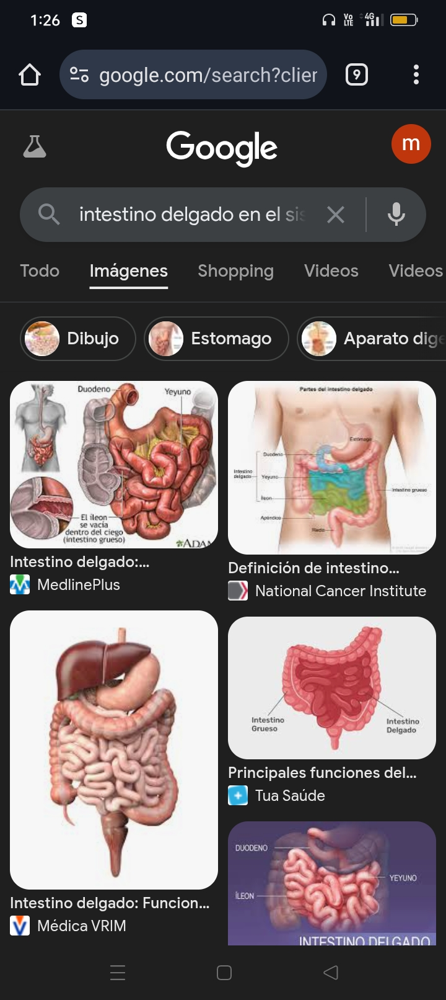 1:26
S
Vo
LTE
4G
google.com/search?clier
9
Google
m
intestino delgado en el sis
Todo
Imágenes
Shopping
Videos
Videos
Dibujo
Estomago
Aparato dige
Duodeno
Yeyuno
El íleon
se vacía
dentro del ciego
(intestino grueso)
ADAM
Intestino delgado:...
MedlinePlus
Partes del intestino delgado
Estómago
Duodeno
Intestino
delgado
Yeyuno
Íleon
Intestino grueso
Apéndice
Recto
Definición de intestino...
National Cancer Institute
Intestino delgado: Funcion...
Médica VRIM
Intestino
Grueso
Intestino
Delgado
Principales funciones del...
Tua Saúde
DUODENO
YEYUNO
ÍLEON
INTESTINO DELGADO